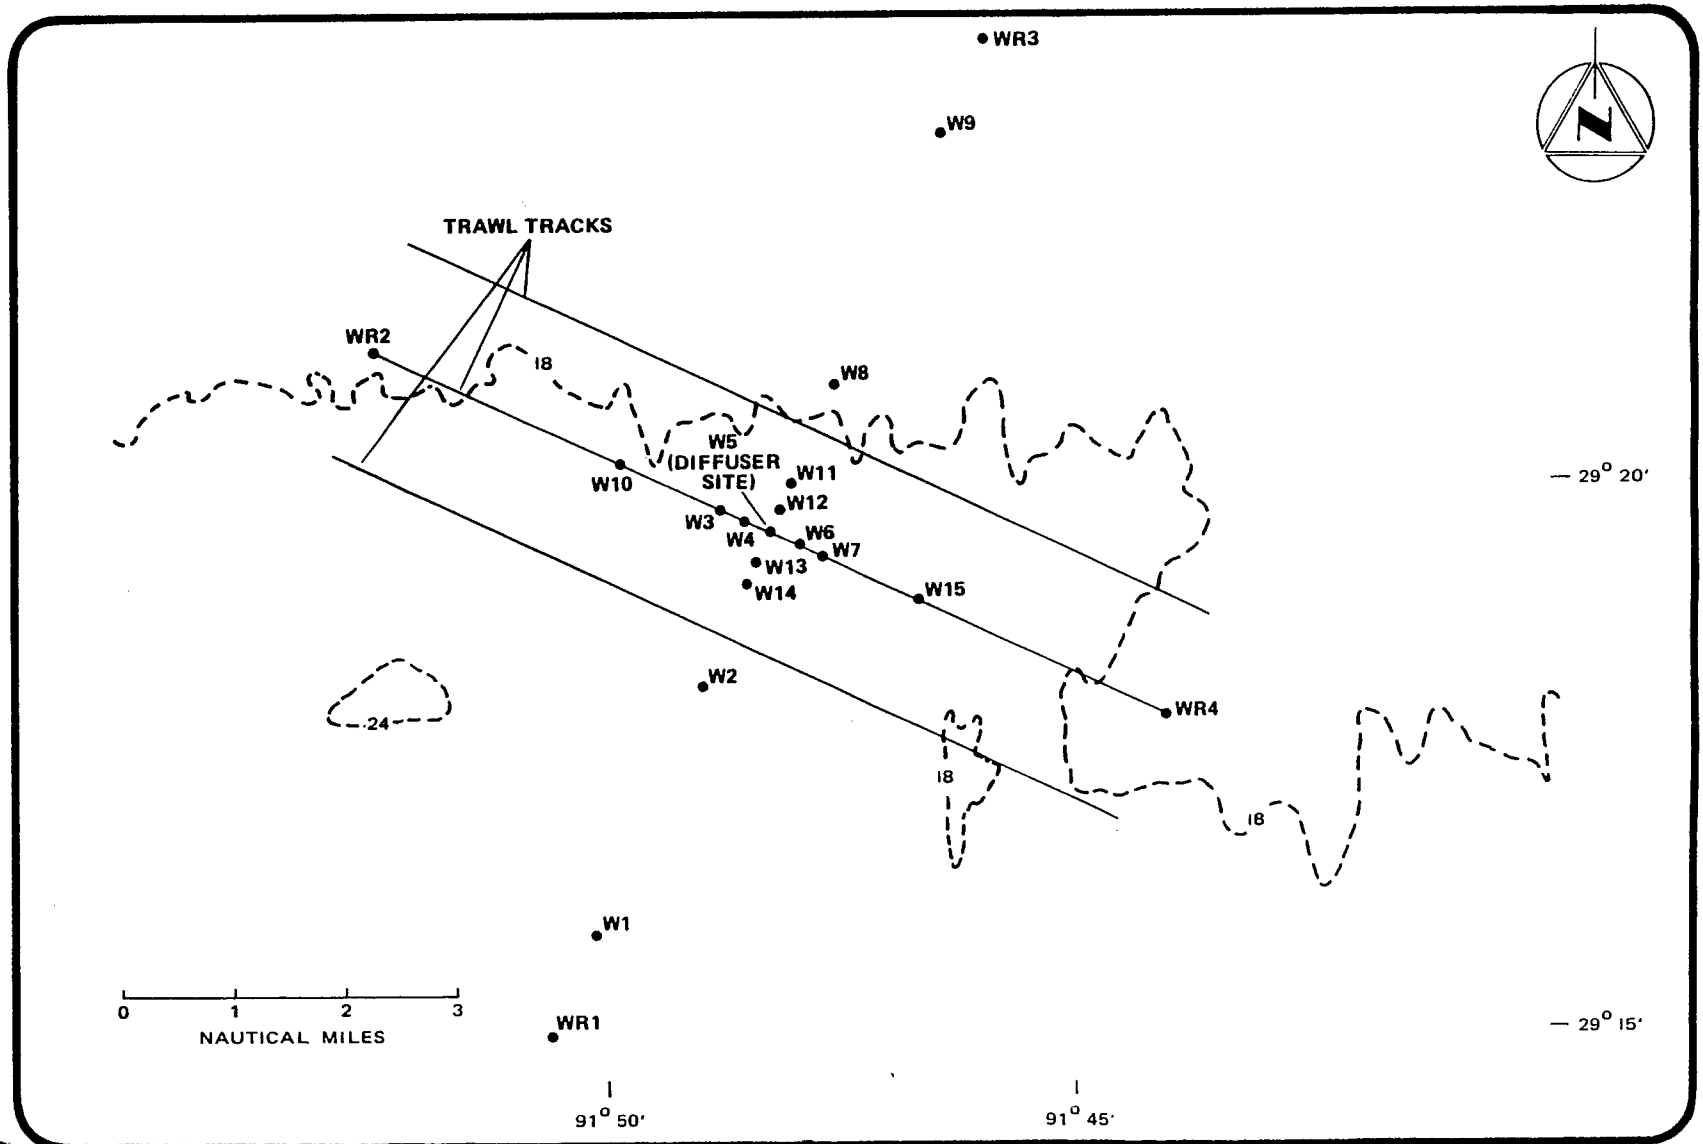 WR3
W9
N
TRAWL TRACKS
WR2
18
W8
W5
(DIFFUSER
SITE)
W11
29° 20'
W10
W12
W3
W4
W6
W7
W13
W14
W15
W2
WR4
24
18
18
W1
0 1 2 3
NAUTICAL MILES
WR1
29° 15'
91° 50'
91° 45'